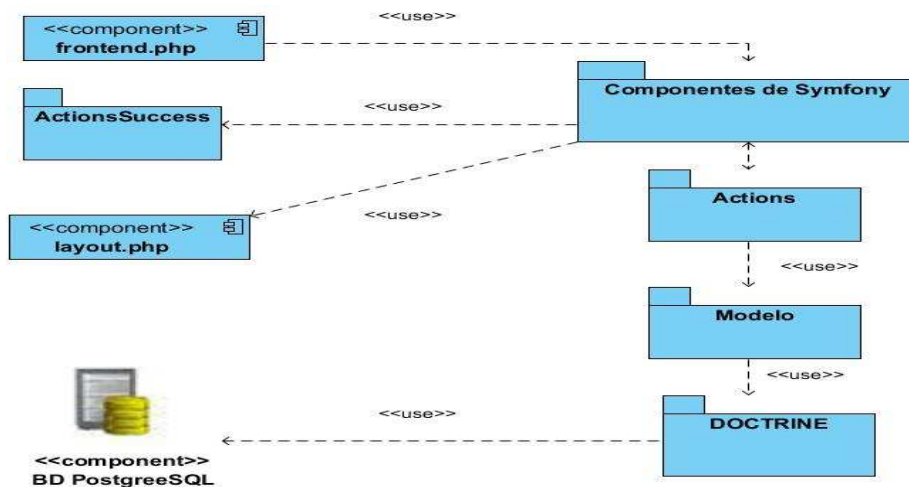 <<use>>
<<component>>
frontend.php
Componentes de Symfony
<<use>>
ActionsSuccess
Actions
<<component>>
layout.php
<<use>>
<<use>>
Modelo
<<use>>
<<use>>
DOCTRINE
<<component>>
BD PostgreeSQL